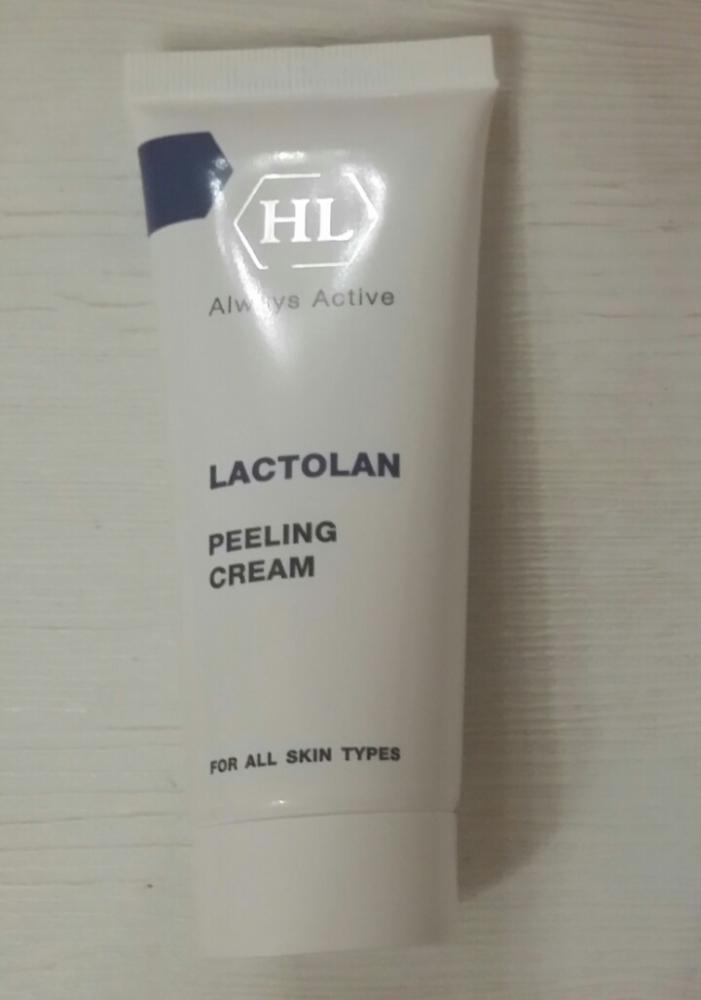 HL
Always Active
LACTOLAN
PEELING
CREAM
FOR ALL SKIN TYPES